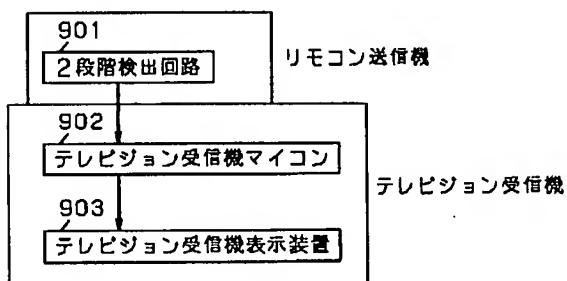 901
2段階検出回路
リモコン送信機
902
テレビジョン受信機マイコン
テレビジョン受信機
903
テレビジョン受信機表示装置